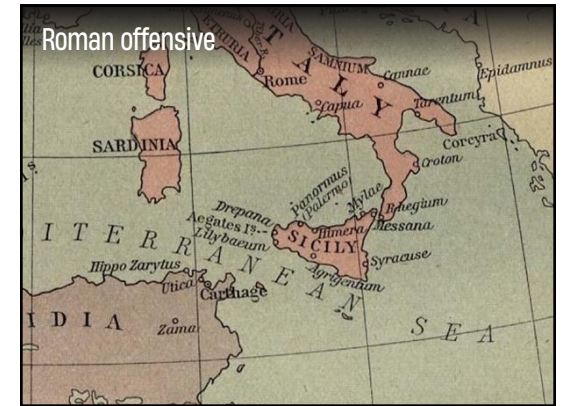 Roman offensive
ETRURIA
CORSICA
ITALY
SAMNIUM
Cannae
Epidamnus
Rome
Capua
Tarentum
SARDINIA
Corcyra
Croton
Panormus
(Palermo)
Mylae
Rhegium
Drepana
Aegates Is.
Lilybaeum
Himera
Messana
SICILY
Syracuse
Agrigentum
ITERRANEAN
SEA
Hippo Zarytus
Utica
Carthage
IDIA
Zama